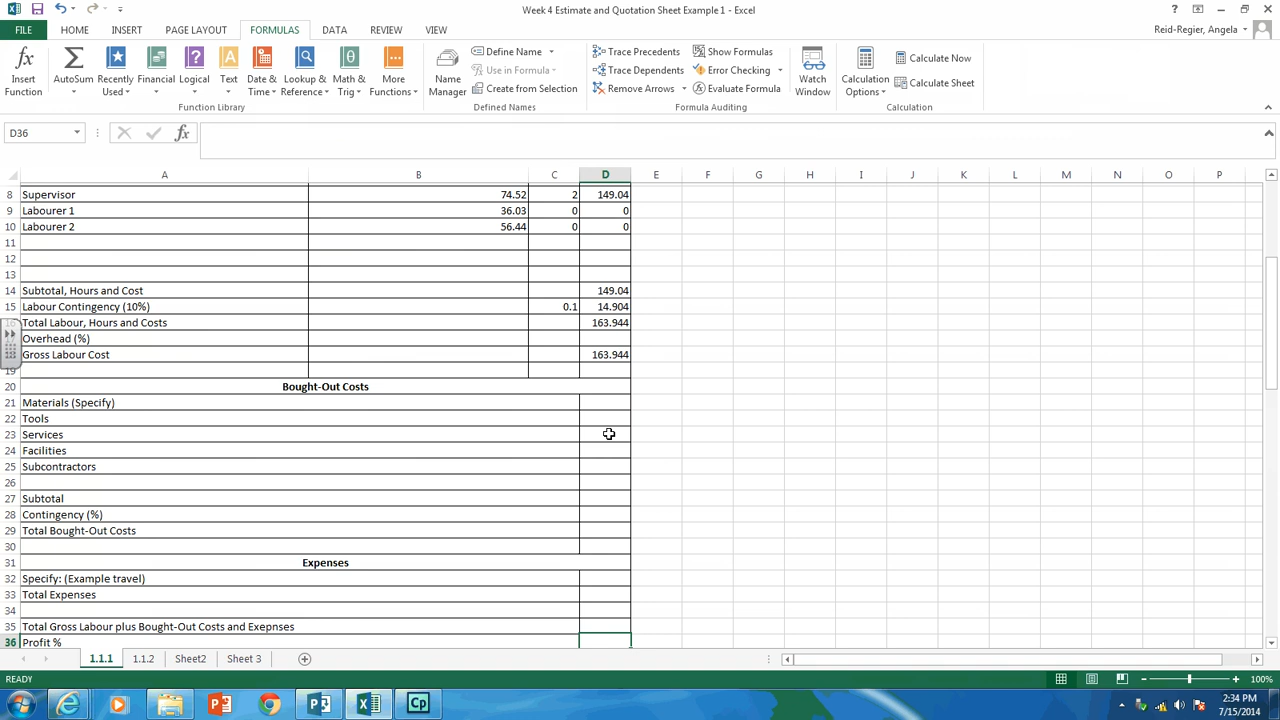 Week 4 Estimate and Quotation Sheet Example 1 - Excel
FILE HOME INSERT PAGE LAYOUT FORMULAS DATA REVIEW VIEW
Reid-Regier, Angela
Insert Function
AutoSum
Recently Used
Financial
Logical
Text
Date & Time
Lookup & Reference
Math & Trig
More Functions
Function Library
Name Manager
Define Name
Use in Formula
Create from Selection
Defined Names
Trace Precedents
Trace Dependents
Remove Arrows
Show Formulas
Error Checking
Evaluate Formula
Formula Auditing
Watch Window
Calculation Options
Calculate Now
Calculate Sheet
Calculation
D36
A B C D E F G H I J K L M N O P
8 Supervisor 74.52 2 149.04
9 Labourer 1 36.03 0 0
10 Labourer 2 56.44 0 0
11
12
13
14 Subtotal, Hours and Cost 149.04
15 Labour Contingency (10%) 0.1 14.904
16 Total Labour, Hours and Costs 163.944
Overhead (%)
Gross Labour Cost 163.944
19
20 Bought-Out Costs
21 Materials (Specify)
22 Tools
23 Services
24 Facilities
25 Subcontractors
26
27 Subtotal
28 Contingency (%)
29 Total Bought-Out Costs
30
31 Expenses
32 Specify: (Example travel)
33 Total Expenses
34
35 Total Gross Labour plus Bought-Out Costs and Exepnses
36 Profit %
1.1.1 1.1.2 Sheet2 Sheet 3
READY 100%
2:34 PM
7/15/2014